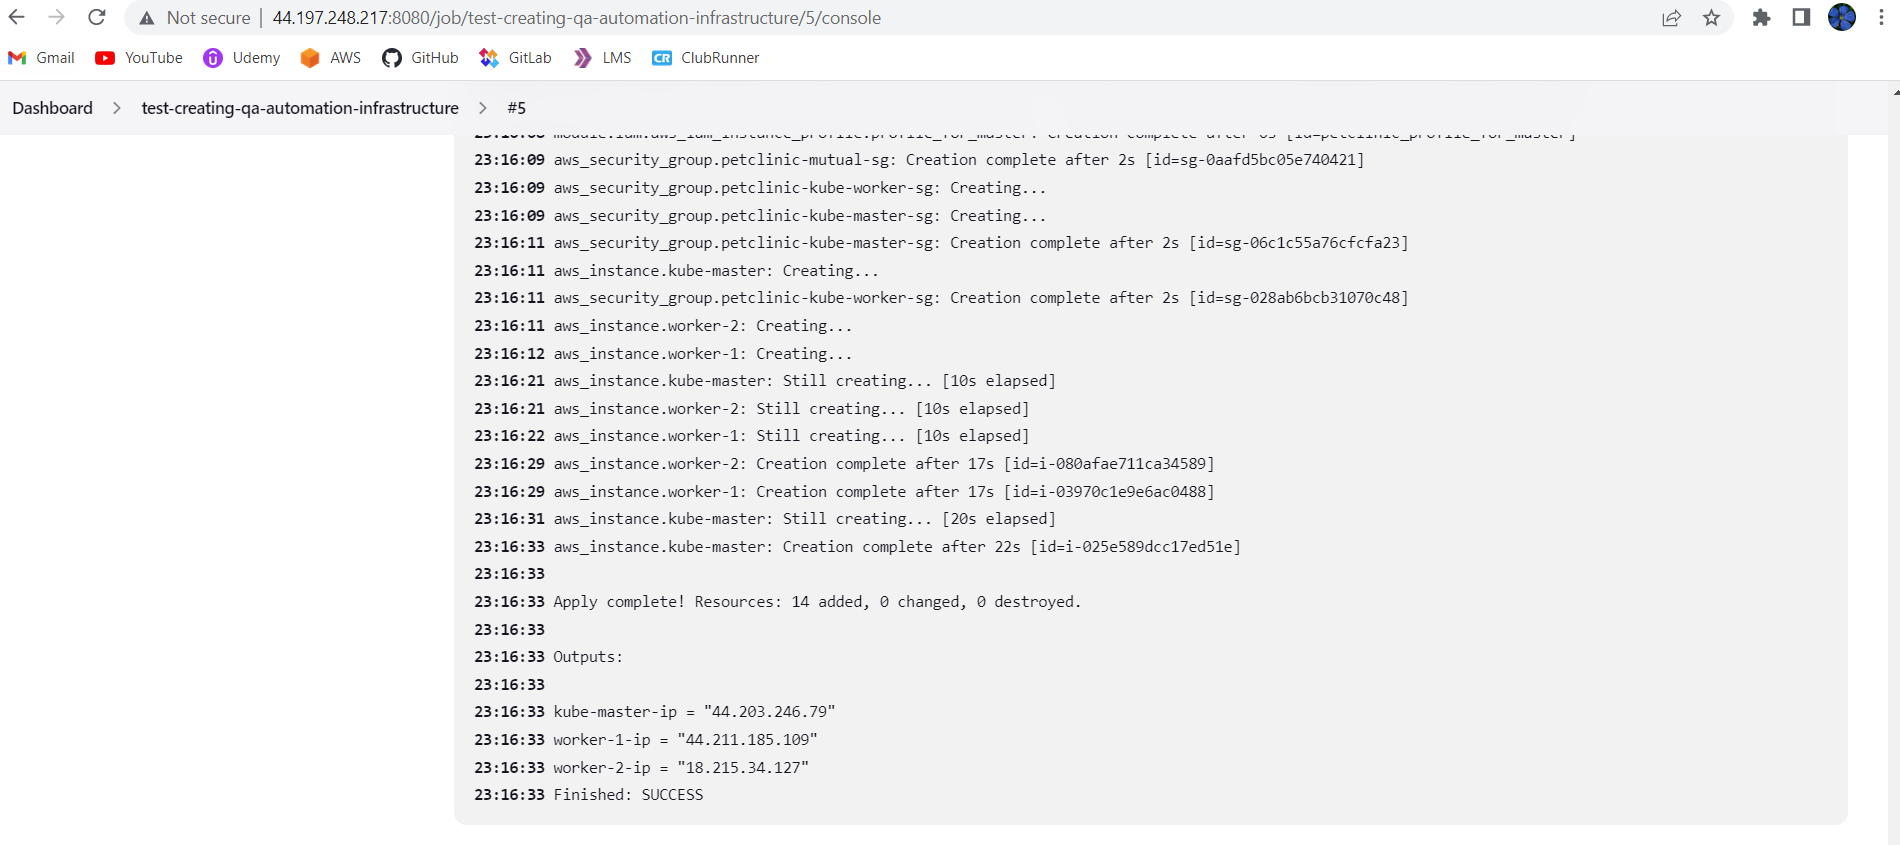 Not secure | 44.197.248.217:8080/job/test-creating-qa-automation-infrastructure/5/console
Gmail YouTube Udemy AWS GitHub GitLab LMS CR ClubRunner
Dashboard > test-creating-qa-automation-infrastructure > #5
module.iam.aws_iam_instance_profile.profile_for_master: Creation complete after [id=petclinic_profile_for_master]
23:16:09 aws_security_group.petclinic-mutual-sg: Creation complete after 2s [id=sg-0aafd5bc05e740421]
23:16:09 aws_security_group.petclinic-kube-worker-sg: Creating...
23:16:09 aws_security_group.petclinic-kube-master-sg: Creating...
23:16:11 aws_security_group.petclinic-kube-master-sg: Creation complete after 2s [id=sg-06c1c55a76cfcfa23]
23:16:11 aws_instance.kube-master: Creating...
23:16:11 aws_security_group.petclinic-kube-worker-sg: Creation complete after 2s [id=sg-028ab6bcb31070c48]
23:16:11 aws_instance.worker-2: Creating...
23:16:12 aws_instance.worker-1: Creating...
23:16:21 aws_instance.kube-master: Still creating... [10s elapsed]
23:16:21 aws_instance.worker-2: Still creating... [10s elapsed]
23:16:22 aws_instance.worker-1: Still creating... [10s elapsed]
23:16:29 aws_instance.worker-2: Creation complete after 17s [id=i-080afae711ca34589]
23:16:29 aws_instance.worker-1: Creation complete after 17s [id=i-03970c1e9e6ac0488]
23:16:31 aws_instance.kube-master: Still creating... [20s elapsed]
23:16:33 aws_instance.kube-master: Creation complete after 22s [id=i-025e589dcc17ed51e]
23:16:33
23:16:33 Apply complete! Resources: 14 added, 0 changed, 0 destroyed.
23:16:33
23:16:33 Outputs:
23:16:33
23:16:33 kube-master-ip = "44.203.246.79"
23:16:33 worker-1-ip = "44.211.185.109"
23:16:33 worker-2-ip = "18.215.34.127"
23:16:33 Finished: SUCCESS